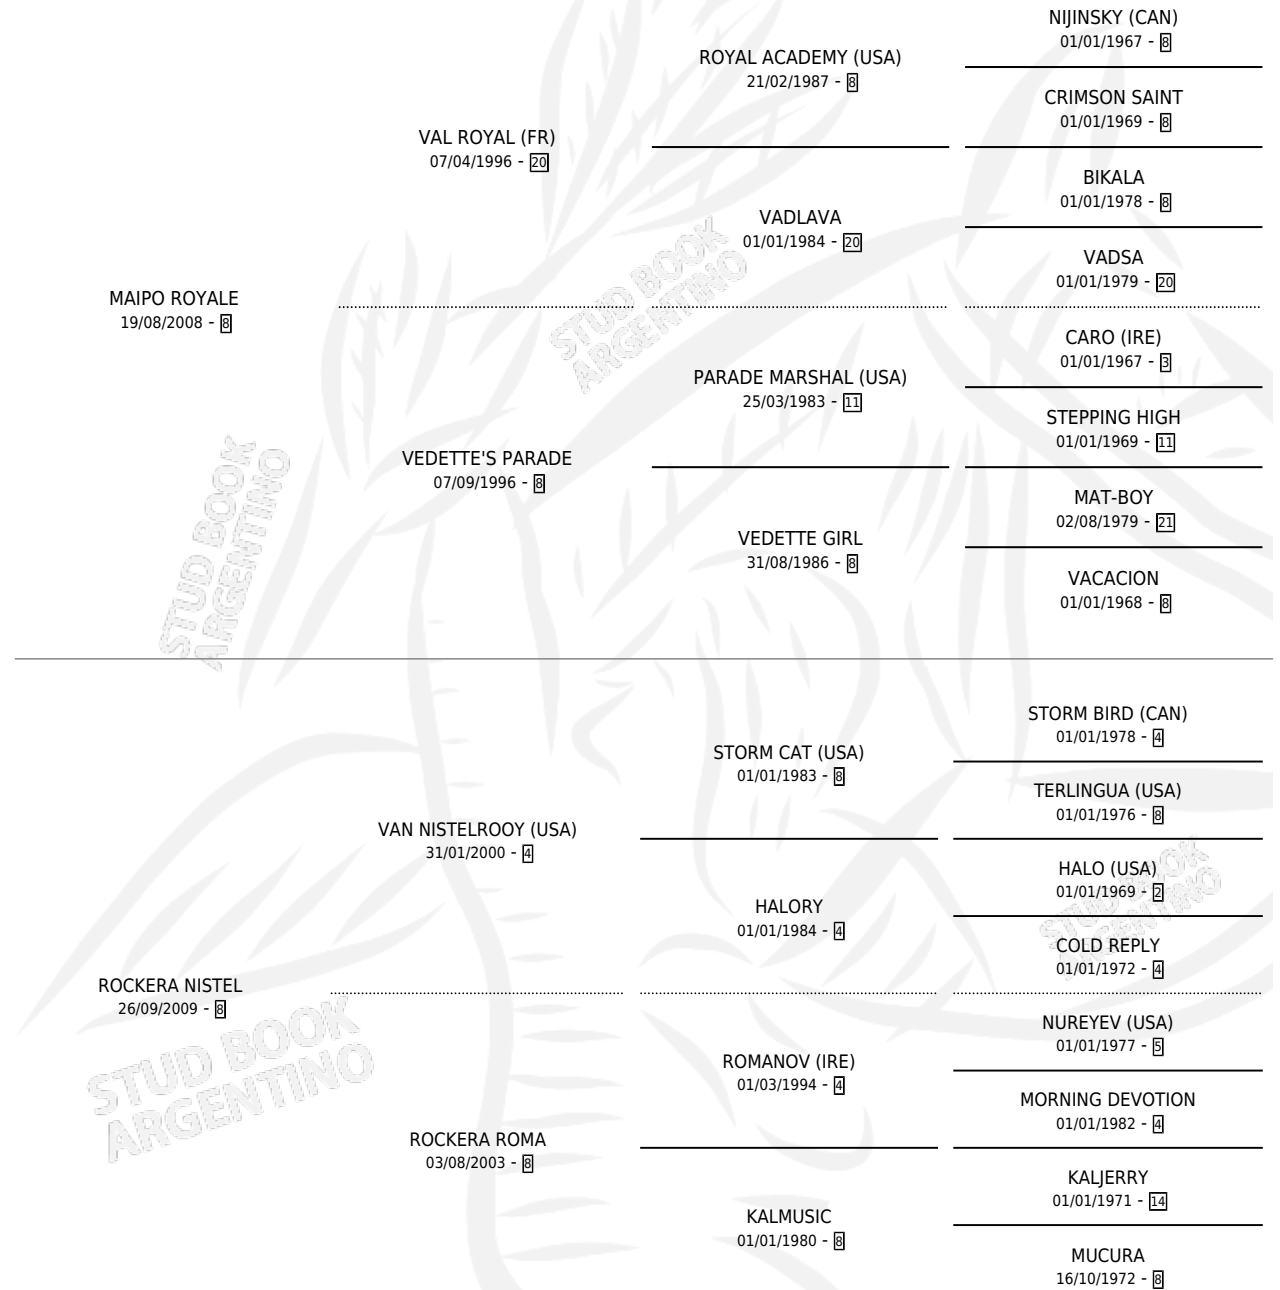 NIJINSKY (CAN)
01/01/1967 - 8
ROYAL ACADEMY (USA)
21/02/1987 - 8
CRIMSON SAINT
01/01/1969 - 8
VAL ROYAL (FR)
07/04/1996 - 20
BIKALA
01/01/1978 - 8
VADLAVA
01/01/1984 - 20
VADSA
01/01/1979 - 20
MAIPO ROYALE
19/08/2008 - 8
CARO (IRE)
01/01/1967 - 3
PARADE MARSHAL (USA)
25/03/1983 - 11
STEPPING HIGH
01/01/1969 - 11
VEDETTE'S PARADE
07/09/1996 - 8
MAT-BOY
02/08/1979 - 21
VEDETTE GIRL
31/08/1986 - 8
VACACION
01/01/1968 - 8
STORM BIRD (CAN)
01/01/1978 - 4
STORM CAT (USA)
01/01/1983 - 8
TERLINGUA (USA)
01/01/1976 - 8
VAN NISTELROOY (USA)
31/01/2000 - 4
HALO (USA)
01/01/1969 - 2
HALORY
01/01/1984 - 4
COLD REPLY
01/01/1972 - 4
ROCKERA NISTEL
26/09/2009 - 8
NUREYEV (USA)
01/01/1977 - 5
ROMANOV (IRE)
01/03/1994 - 4
MORNING DEVOTION
01/01/1982 - 4
ROCKERA ROMA
03/08/2003 - 8
KALJERRY
01/01/1971 - 14
KALMUSIC
01/01/1980 - 8
MUCURA
16/10/1972 - 8
STUD BOOK
ARGENTINO
STUD BOOK
ARGENTINO
STUD BOOK
ARGENTINO
STUD BOOK
ARGENTINO